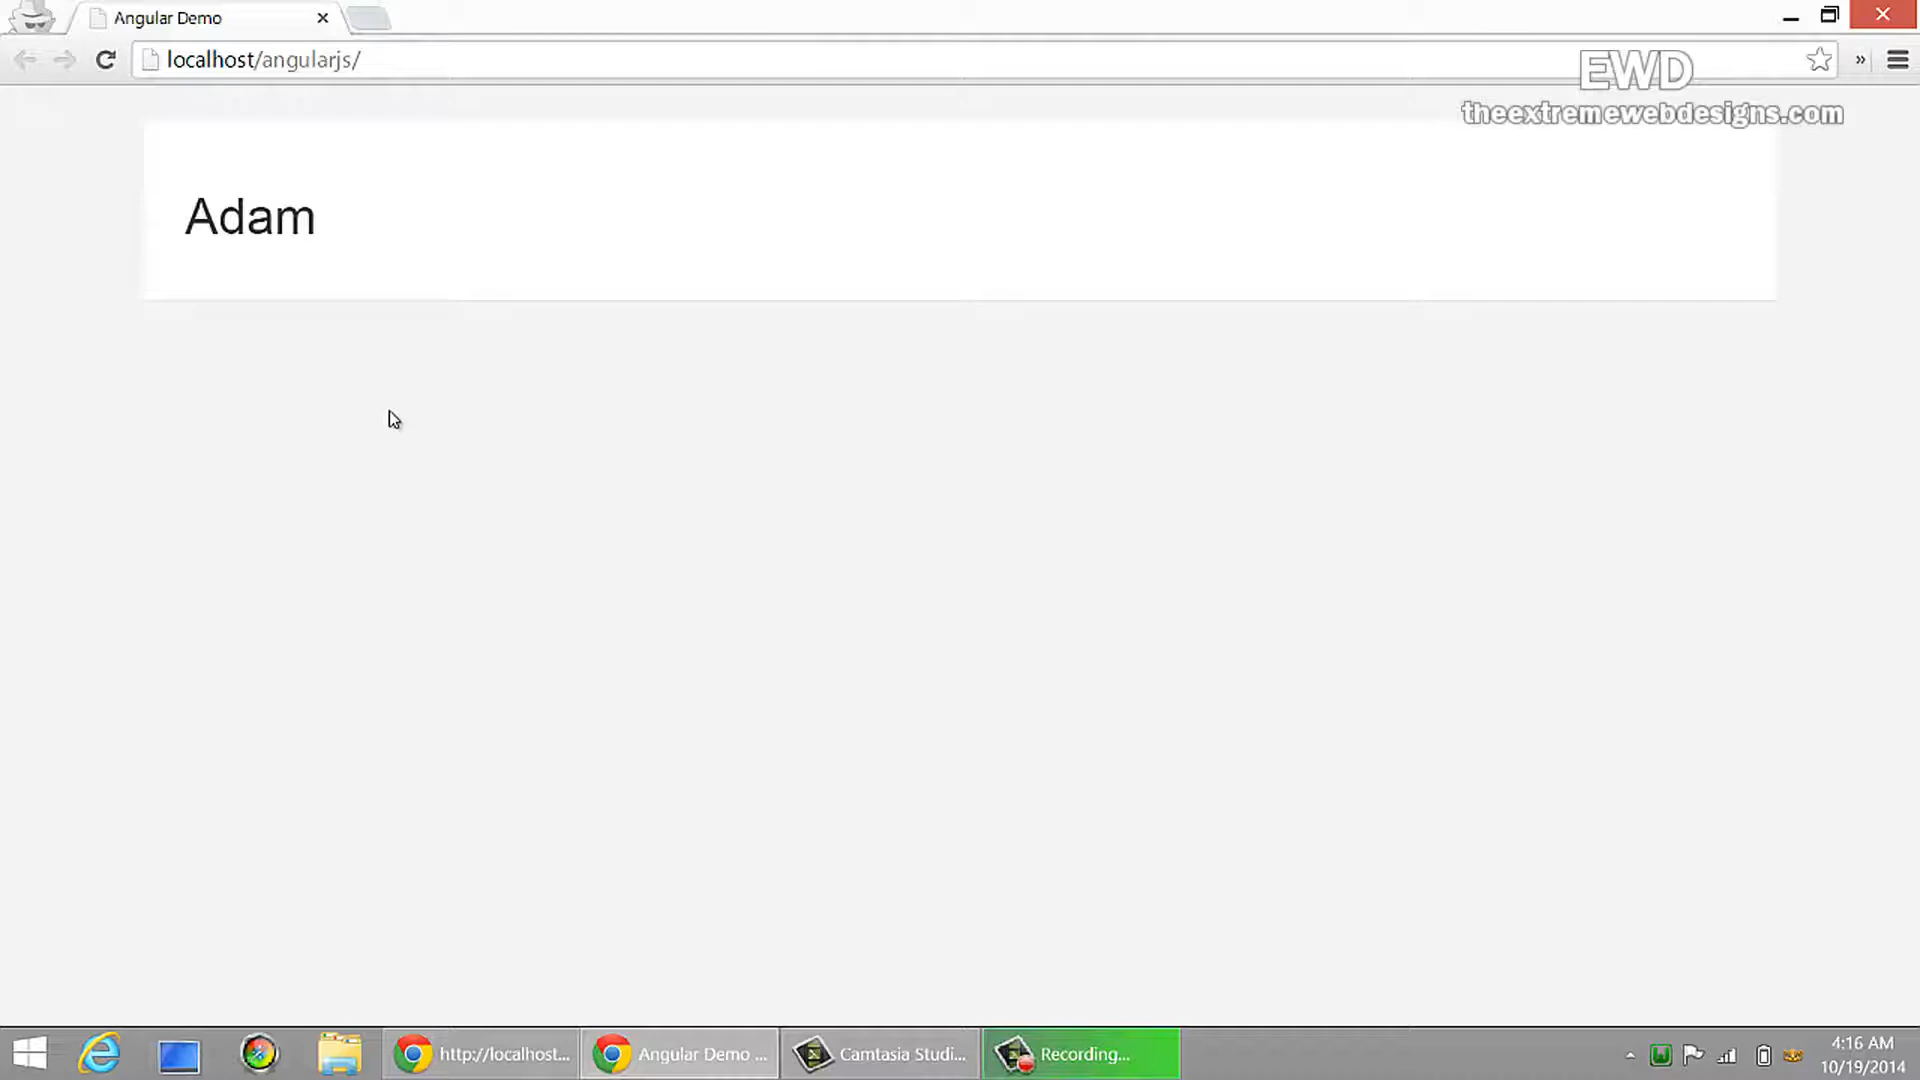 Angular Demo
localhost/angularjs/
EWD
theextremewebdesigns.com
Adam
http://localhost...
Angular Demo ...
Camtasia Studi...
Recording...
4:16 AM
10/19/2014